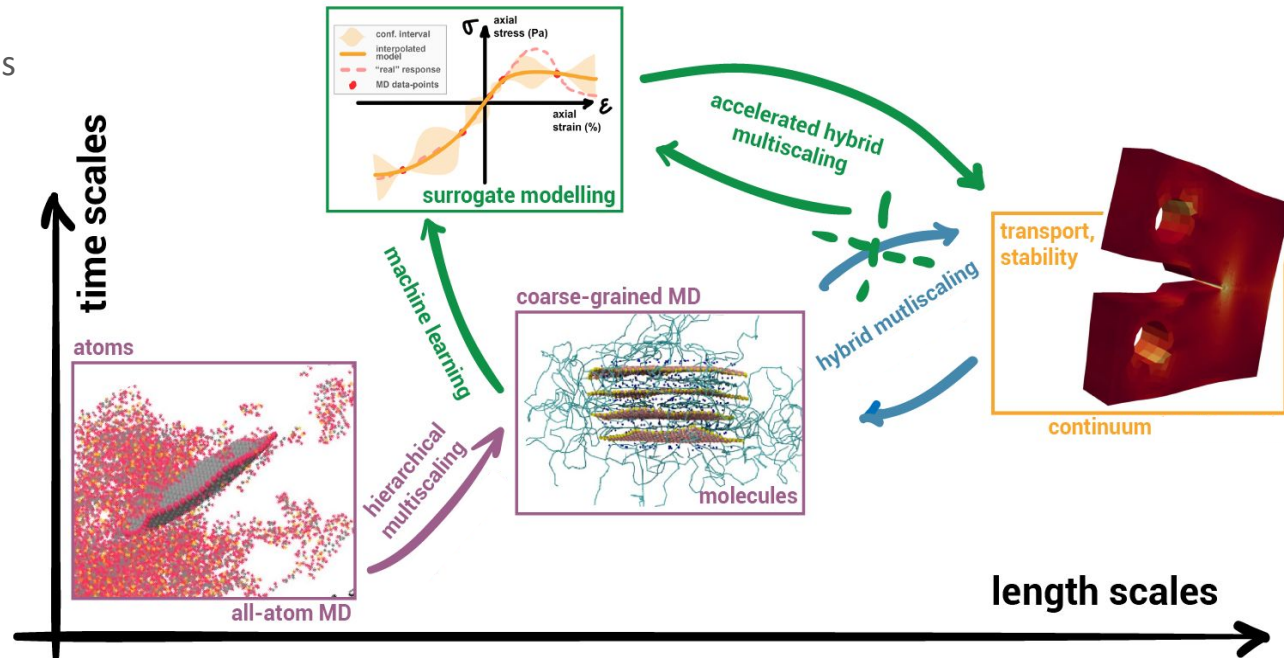 s
time scales
σ
axial
stress (Pa)
conf. interval
interpolated
model
"real" response
MD data-points
ε
axial
strain (%)
surrogate modelling
accelerated hybrid
multiscaling
machine learning
transport,
stability
hybrid mutliscaling
continuum
coarse-grained MD
molecules
atoms
hierarchical
multiscaling
all-atom MD
length scales